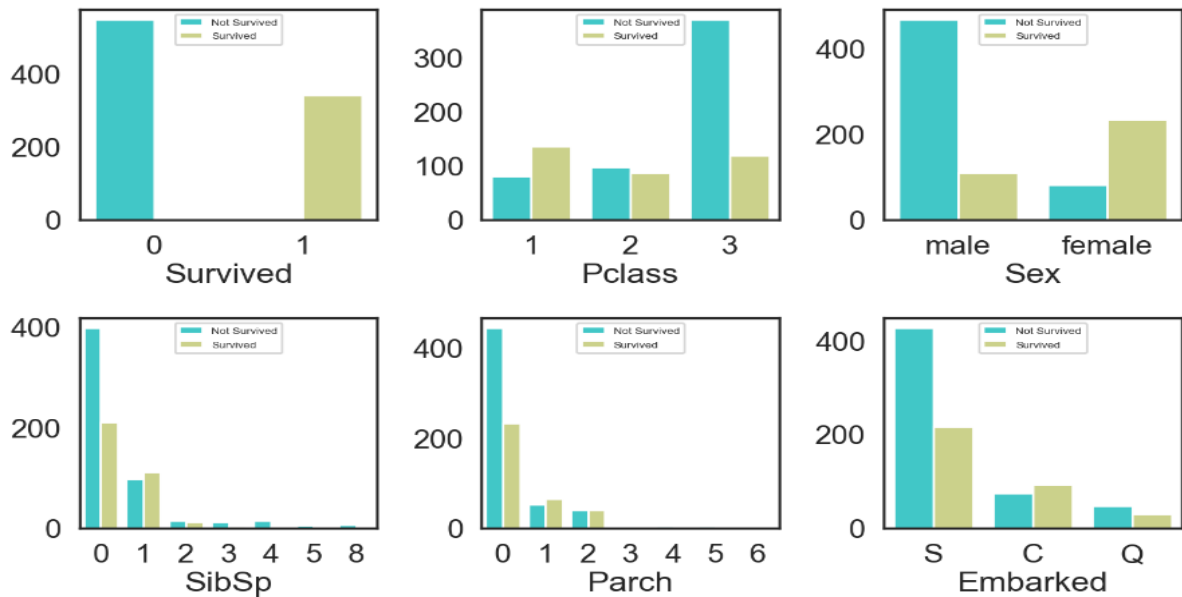 Not Survived
Survived
400
200
0
0 1
Survived
Not Survived
Survived
300
200
100
0
1 2 3
Pclass
Not Survived
Survived
400
200
0
male female
Sex
Not Survived
Survived
400
200
0
0 1 2 3 4 5 8
SibSp
Not Survived
Survived
400
200
0
0 1 2 3 4 5 6
Parch
Not Survived
Survived
400
200
0
S C Q
Embarked